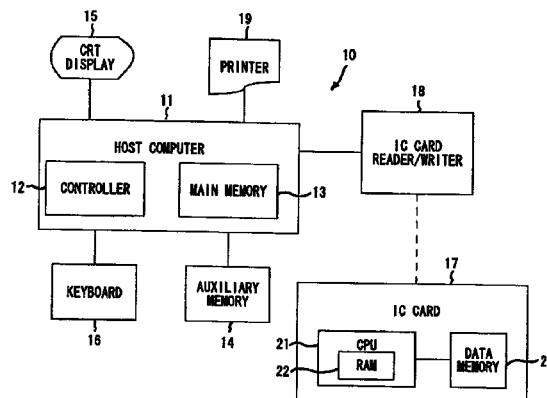 15
CRT
DISPLAY
19
PRINTER
10
11
HOST COMPUTER
12
CONTROLLER
MAIN MEMORY
13
18
IC CARD
READER/WRITER
KEYBOARD
16
AUXILIARY
MEMORY
14
17
IC CARD
21
CPU
22
RAM
DATA
MEMORY
2